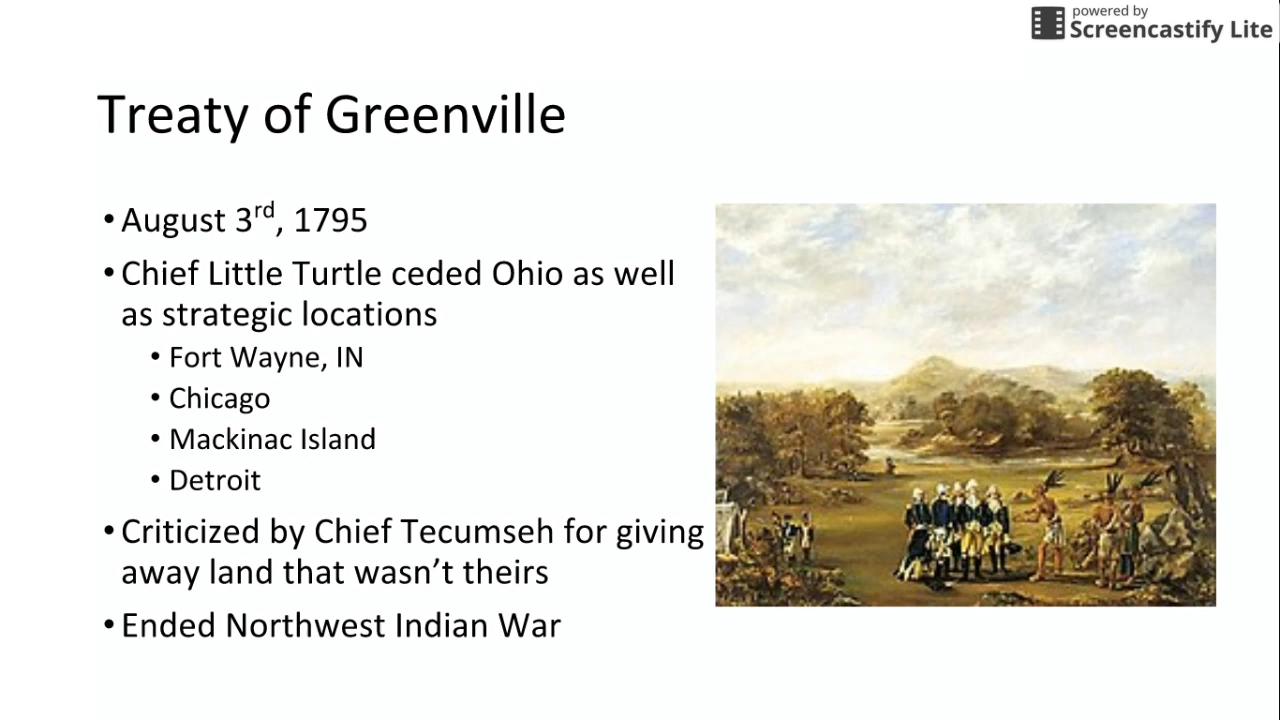 powered by
Screencastify Lite
Treaty of Greenville
• August 3rd, 1795
• Chief Little Turtle ceded Ohio as well
as strategic locations
• Fort Wayne, IN
• Chicago
• Mackinac Island
• Detroit
• Criticized by Chief Tecumseh for giving
away land that wasn’t theirs
• Ended Northwest Indian War